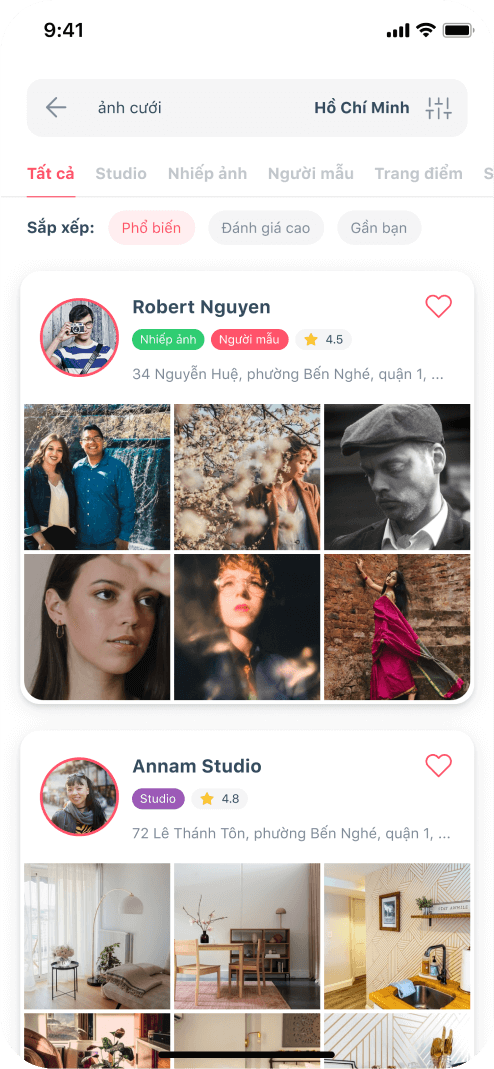 9:41
ảnh cưới Hồ Chí Minh
Tất cả Studio Nhiếp ảnh Người mẫu Trang điểm S
Sắp xếp: Phổ biến Đánh giá cao Gần bạn
Robert Nguyen
Nhiếp ảnh Người mẫu 4.5
34 Nguyễn Huệ, phường Bến Nghé, quận 1, ...
Annam Studio
Studio 4.8
72 Lê Thánh Tôn, phường Bến Nghé, quận 1, ...
STAY AWHILE